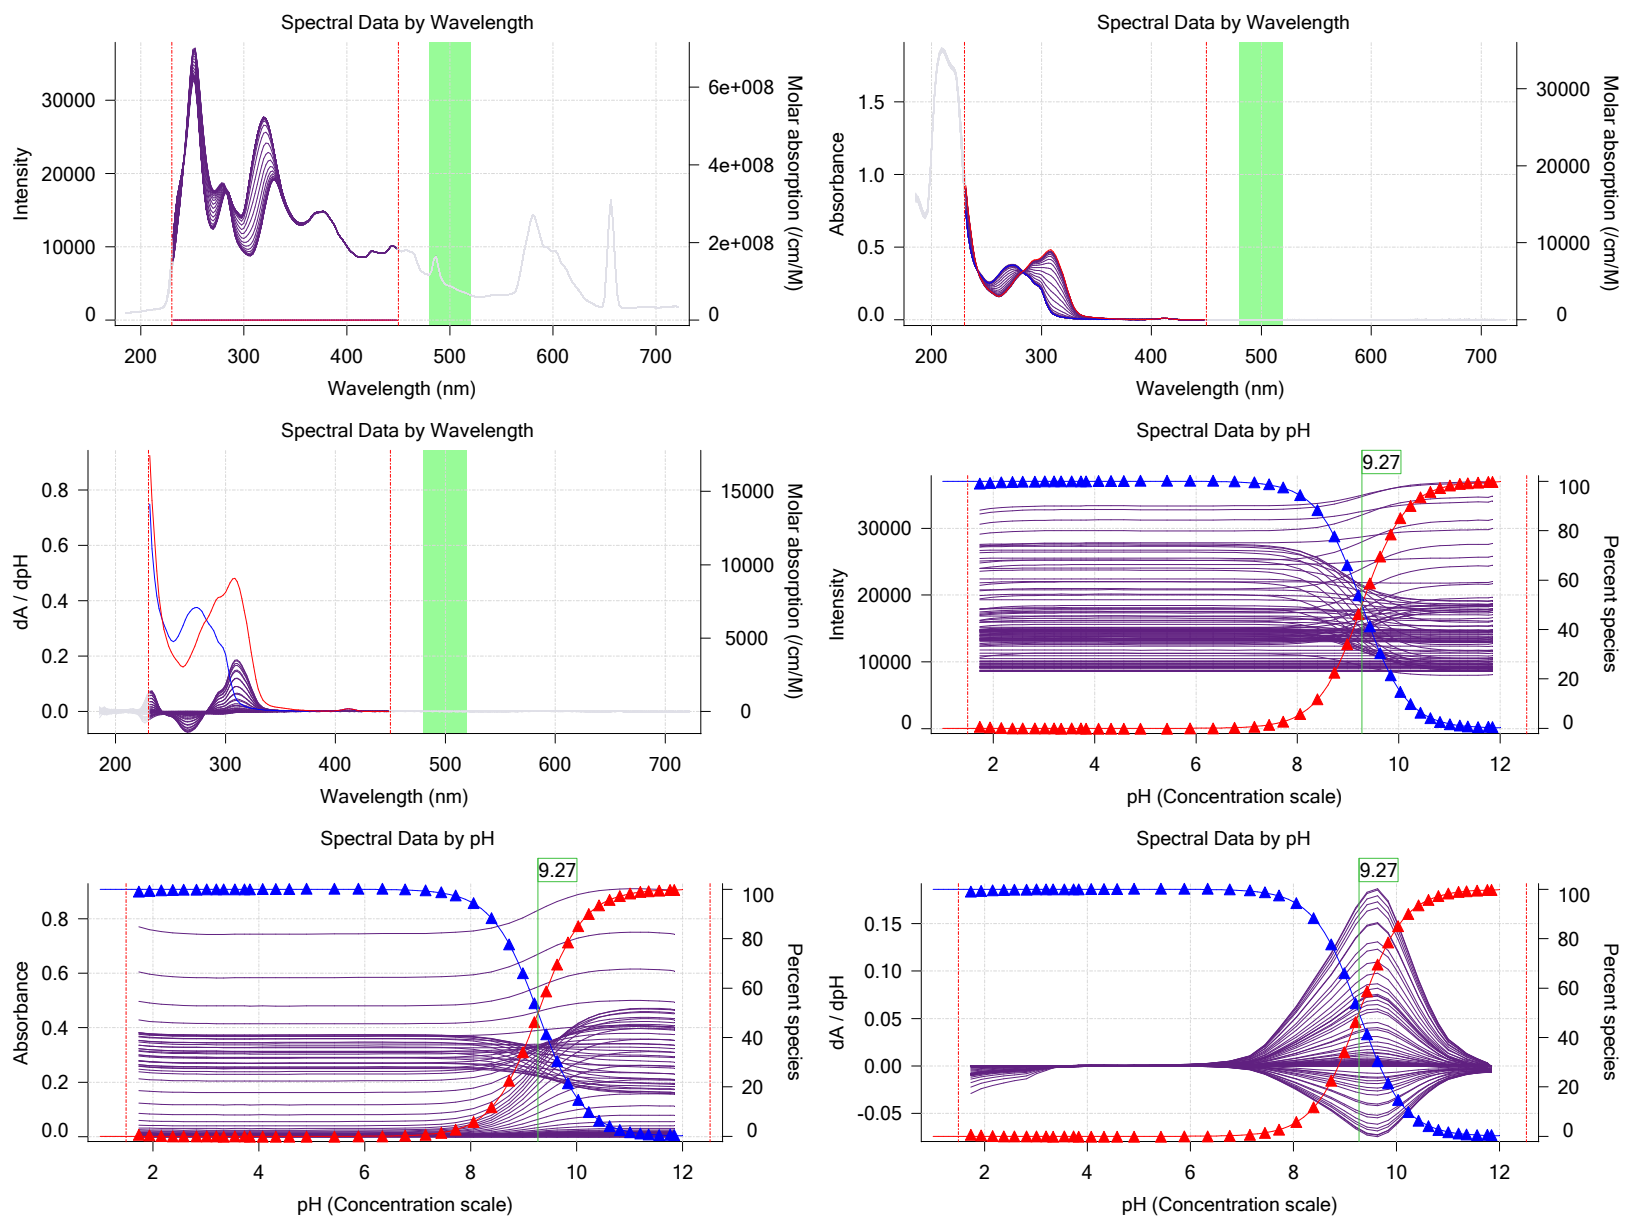 Spectral Data by Wavelength
Intensity
30000
20000
10000
0
6e+008
4e+008
2e+008
0
Molar absorption (/cm/M)
200 300 400 500 600 700
Wavelength (nm)
Spectral Data by Wavelength
Absorbance
1.5
1.0
0.5
0.0
30000
20000
10000
0
Molar absorption (/cm/M)
200 300 400 500 600 700
Wavelength (nm)
Spectral Data by Wavelength
dA / dpH
0.8
0.6
0.4
0.2
0.0
15000
10000
5000
0
Molar absorption (/cm/M)
200 300 400 500 600 700
Wavelength (nm)
Spectral Data by pH
9.27
Intensity
30000
20000
10000
0
100
80
60
40
20
0
Percent species
2 4 6 8 10 12
pH (Concentration scale)
Spectral Data by pH
9.27
Absorbance
0.8
0.6
0.4
0.2
0.0
100
80
60
40
20
0
Percent species
2 4 6 8 10 12
pH (Concentration scale)
Spectral Data by pH
9.27
dA / dpH
0.15
0.10
0.05
0.00
-0.05
100
80
60
40
20
0
Percent species
2 4 6 8 10 12
pH (Concentration scale)